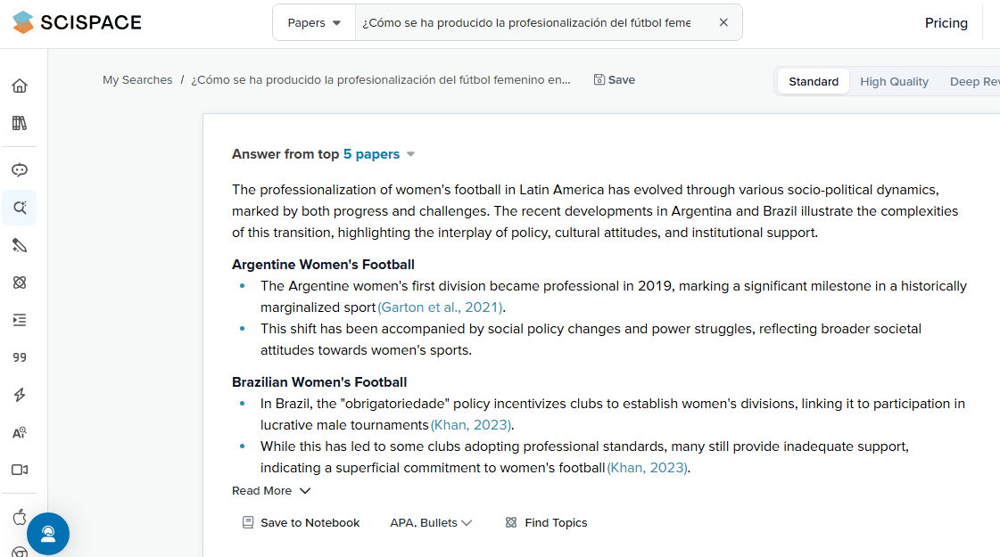 SCISPACE
Papers
¿Cómo se ha producido la profesionalización del fútbol feme
Pricing
My Searches / ¿Cómo se ha producido la profesionalización del fútbol femenino en...
Save
Standard
High Quality
Deep Rev
Answer from top 5 papers
The professionalization of women's football in Latin America has evolved through various socio-political dynamics,
marked by both progress and challenges. The recent developments in Argentina and Brazil illustrate the complexities
of this transition, highlighting the interplay of policy, cultural attitudes, and institutional support.
Argentine Women's Football
• The Argentine women's first division became professional in 2019, marking a significant milestone in a historically
marginalized sport (Garton et al., 2021).
• This shift has been accompanied by social policy changes and power struggles, reflecting broader societal
attitudes towards women's sports.
Brazilian Women's Football
• In Brazil, the "obrigatoriedade" policy incentivizes clubs to establish women's divisions, linking it to participation in
lucrative male tournaments (Khan, 2023).
• While this has led to some clubs adopting professional standards, many still provide inadequate support,
indicating a superficial commitment to women's football (Khan, 2023).
Read More
Save to Notebook
APA, Bullets
Find Topics